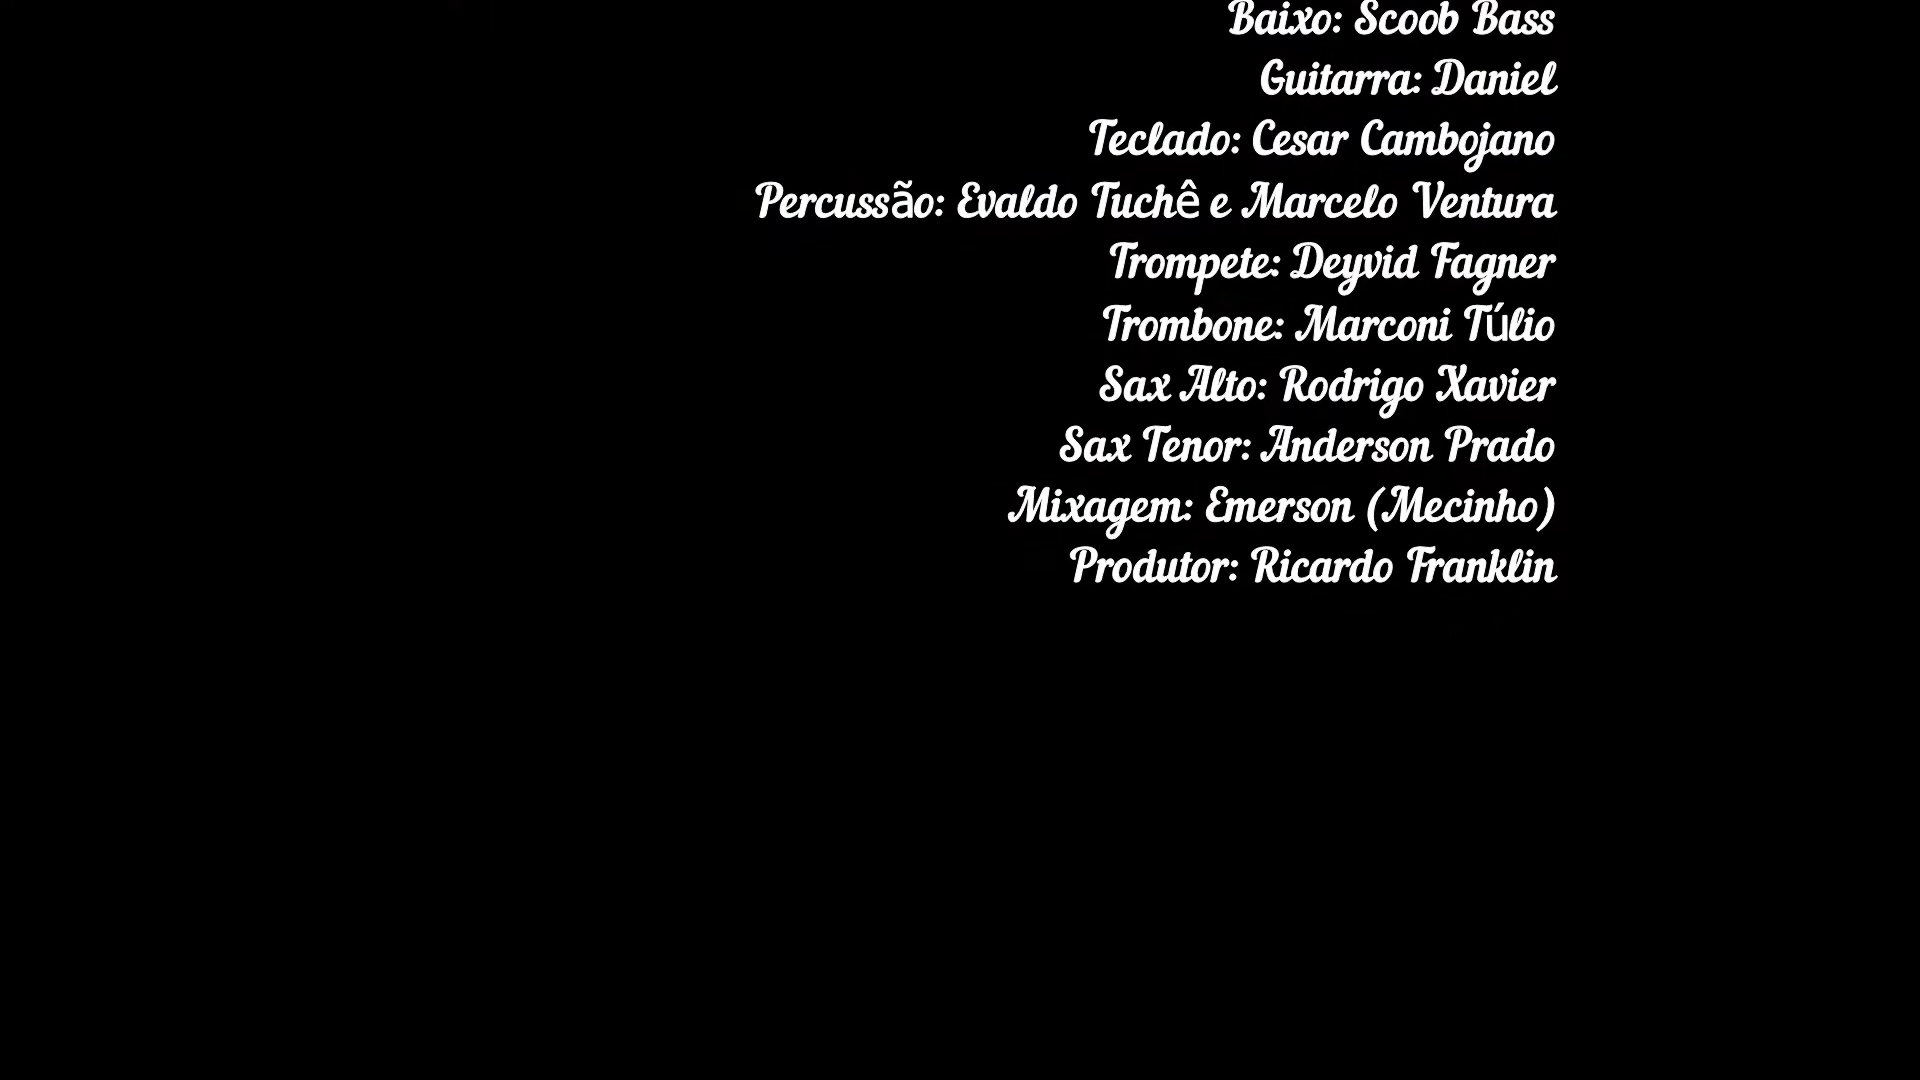 Baixo: Scoob Bass
Guitarra: Daniel
Teclado: Cesar Cambojano
Percussão: Evaldo Tuchê e Marcelo Ventura
Trompete: Deyvid Fagner
Trombone: Marconi Túlio
Sax Alto: Rodrigo Xavier
Sax Tenor: Anderson Prado
Mixagem: Emerson (Mecinho)
Produtor: Ricardo Franklin